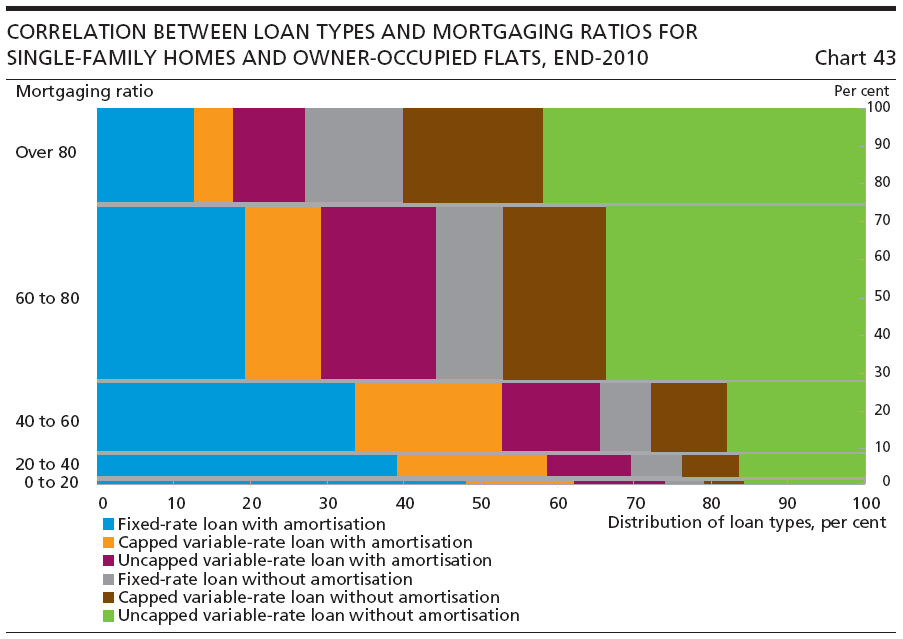 CORRELATION BETWEEN LOAN TYPES AND MORTGAGING RATIOS FOR
SINGLE-FAMILY HOMES AND OWNER-OCCUPIED FLATS, END-2010
Chart 43
Mortgaging ratio
Per cent
100
Over 80
90
80
70
60
60 to 80
50
40
30
40 to 60
20
10
20 to 40
0 to 20
0
0 10 20 30 40 50 60 70 80 90 100
Distribution of loan types, per cent
Fixed-rate loan with amortisation
Capped variable-rate loan with amortisation
Uncapped variable-rate loan with amortisation
Fixed-rate loan without amortisation
Capped variable-rate loan without amortisation
Uncapped variable-rate loan without amortisation